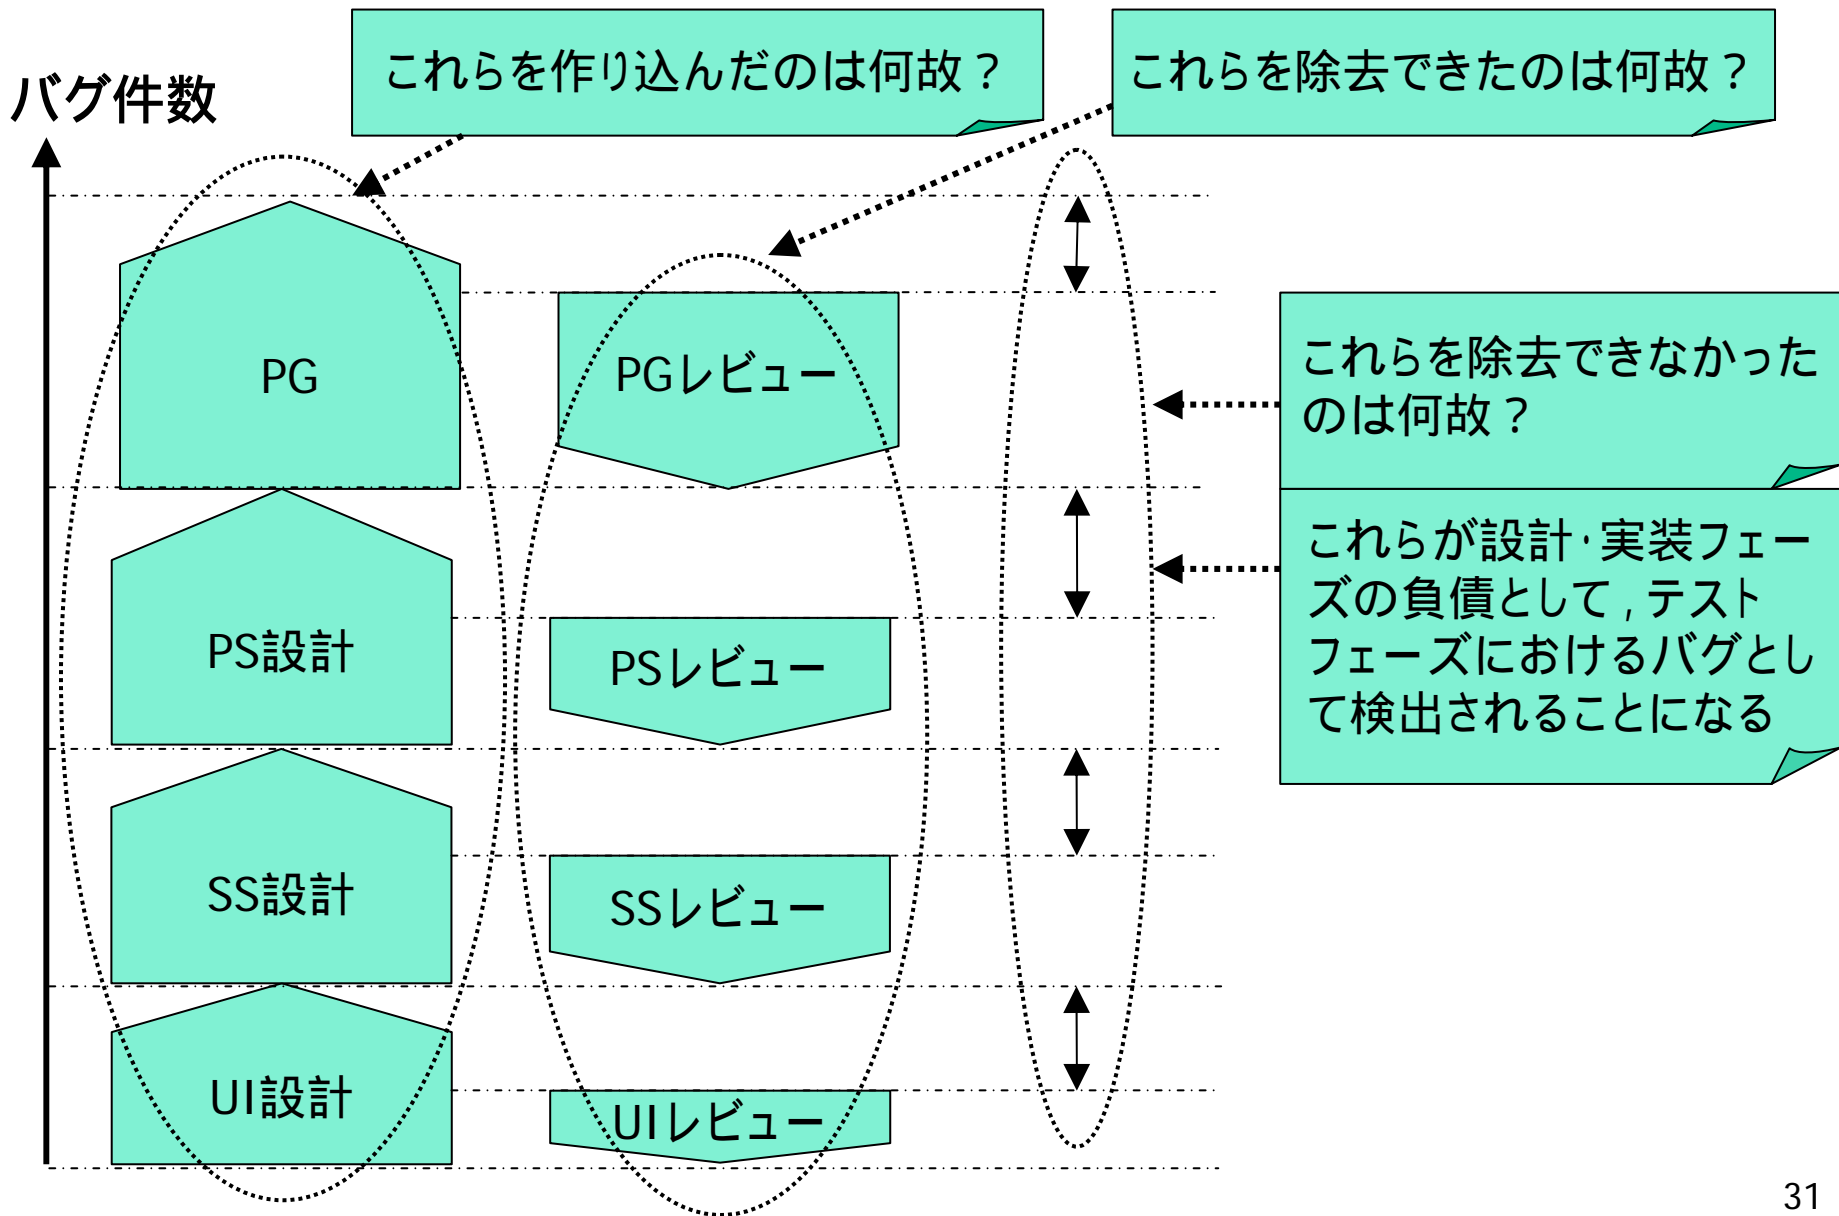 これらを作り込んだのは何故？
これらを除去できたのは何故？
バグ件数
PG
PGレビュー
これらを除去できなかった
のは何故？
これらが設計・実装フェー
ズの負債として，テスト
フェーズにおけるバグとし
て検出されることになる
PS設計
PSレビュー
SS設計
SSレビュー
UI設計
UIレビュー
31